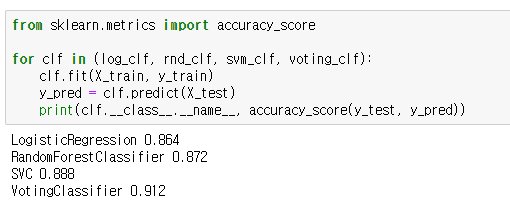 from sklearn.metrics import accuracy_score
for clf in (log_clf, rnd_clf, svm_clf, voting_clf):
    clf.fit(X_train, y_train)
    y_pred = clf.predict(X_test)
    print(clf.__class__.__name__, accuracy_score(y_test, y_pred))
LogisticRegression 0.864
RandomForestClassifier 0.872
SVC 0.888
VotingClassifier 0.912